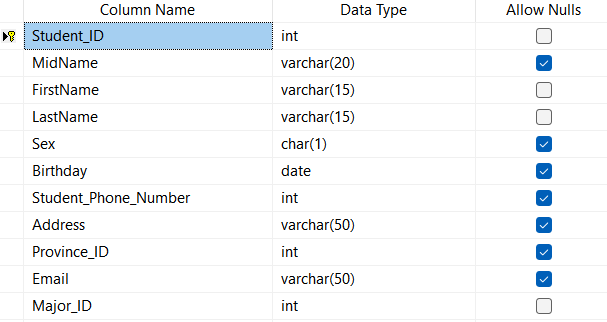 Column Name Data Type Allow Nulls
Student_ID int
MidName varchar(20)
FirstName varchar(15)
LastName varchar(15)
Sex char(1)
Birthday date
Student_Phone_Number int
Address varchar(50)
Province_ID int
Email varchar(50)
Major_ID int